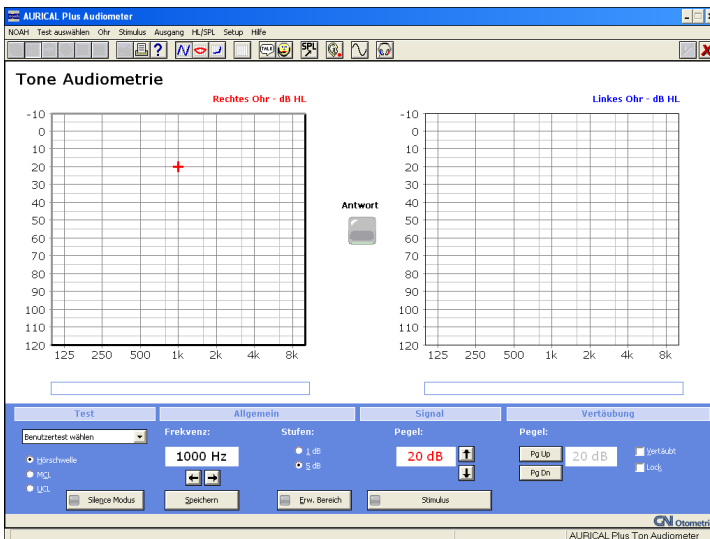 AURICAL Plus Audiometer
NOAH Test auswählen Ohr Stimulus Ausgang HL/SPL Setup Hilfe
TALK SPL
Tone Audiometrie
Rechtes Ohr - dB HL
Linkes Ohr - dB HL
-10 -10
0 0
10 10
20 20
30 30
40 40
Antwort
50 50
60 60
70 70
80 80
90 90
100 100
110 110
120 120
125 250 500 1k 2k 4k 8k
125 250 500 1k 2k 4k 8k
Test Allgemein Signal Vertäubung
Benutzertest wählen
Frekvenz: Stufen: Pegel: Pegel:
Hörschwelle
MCL
UCL
1000 Hz
1 dB
5 dB
20 dB
Pg Up
Pg Dn
20 dB
Vertäubt
Lock
Silence Modus Speichern Erw. Bereich Stimulus
GN Otometri
AURICAL Plus Ton Audiometer